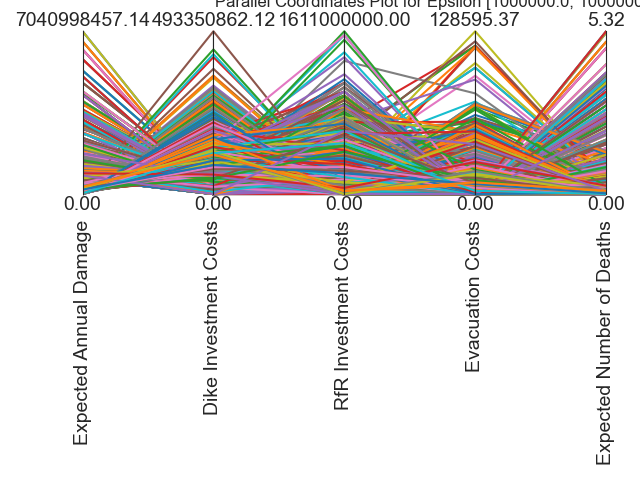 Parallel Coordinates Plot for Epsilon [1000000.0, 1000000
7040998457.14
493350862.12
1611000000.00
128595.37
5.32
0.00
0.00
0.00
0.00
0.00
Expected Annual Damage
Dike Investment Costs
RfR Investment Costs
Evacuation Costs
Expected Number of Deaths